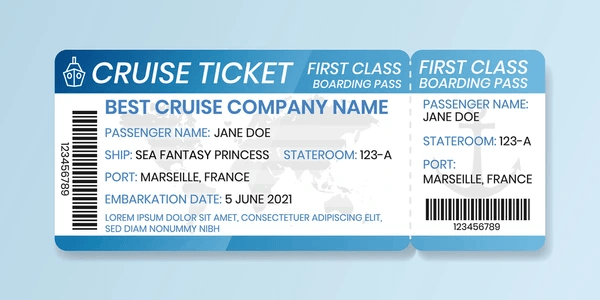 CRUISE TICKET
FIRST CLASS
BOARDING PASS
BEST CRUISE COMPANY NAME
PASSENGER NAME: JANE DOE
SHIP: SEA FANTASY PRINCESS STATEROOM: 123-A
PORT: MARSEILLE, FRANCE
EMBARKATION DATE: 5 JUNE 2021
LOREM IPSUM DOLOR SIT AMET, CONSECTETUER ADIPISCING ELIT,
SED DIAM NONUMMY NIBH
123456789
FIRST CLASS
BOARDING PASS
PASSENGER NAME:
JANE DOE
STATEROOM: 123-A
PORT:
MARSEILLE, FRANCE
123456789